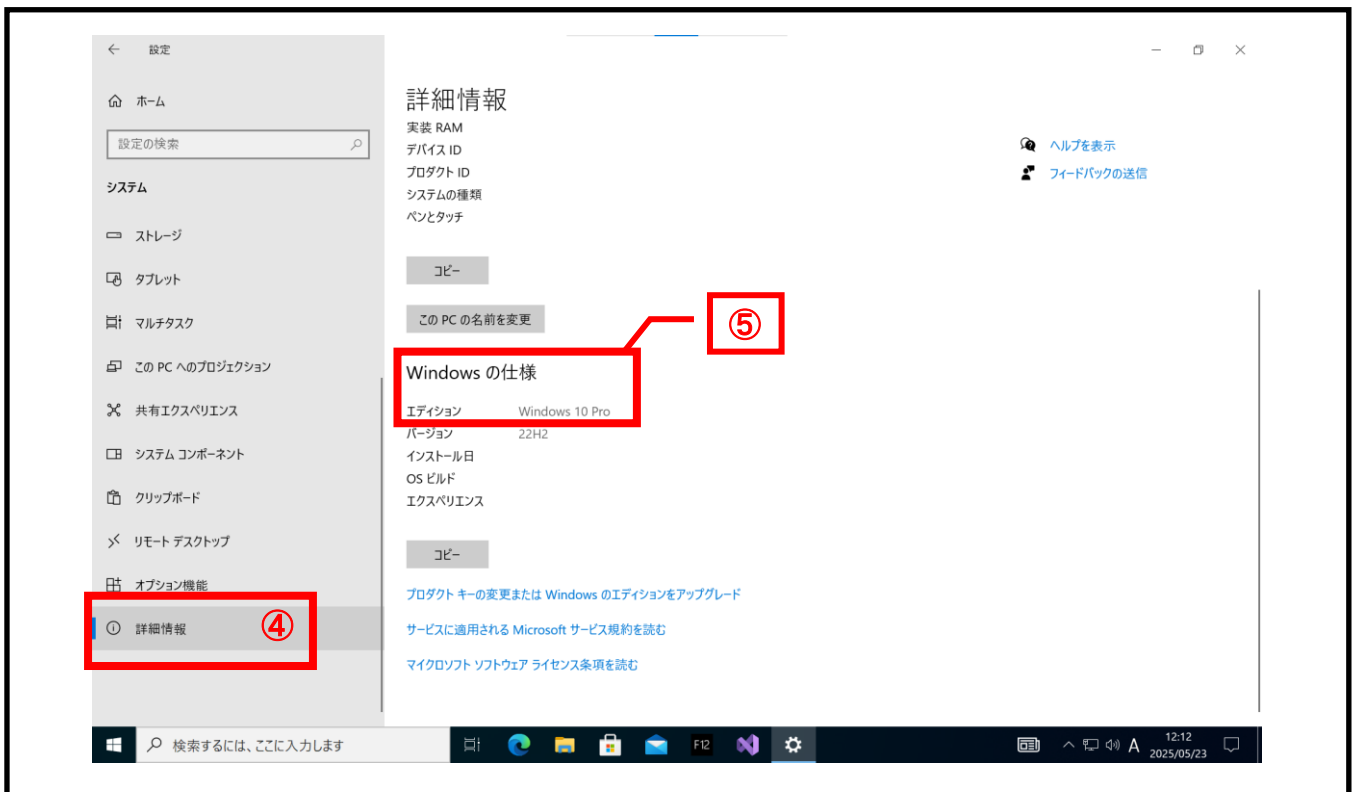 設定
ホーム
設定の検索
システム
ストレージ
タブレット
マルチタスク
この PC へのプロジェクション
共有エクスペリエンス
システム コンポーネント
クリップボード
リモート デスクトップ
オプション機能
詳細情報 ④
詳細情報
実装 RAM
デバイス ID
プロダクト ID
システムの種類
ペンとタッチ
コピー
この PC の名前を変更
⑤
Windows の仕様
エディション Windows 10 Pro
バージョン 22H2
インストール日
OS ビルド
エクスペリエンス
コピー
プロダクト キーの変更または Windows のエディションをアップグレード
サービスに適用される Microsoft サービス規約を読む
マイクロソフト ソフトウェア ライセンス条項を読む
ヘルプを表示
フィードバックの送信
検索するには、ここに入力します
F12
A
12:12
2025/05/23